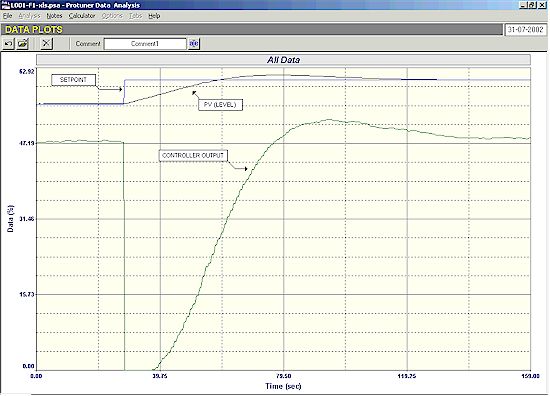 L001-F1-xls.psa - Protuner Data Analysis
File Analysis Notes Calculator Options Tabs Help
DATA PLOTS
31-07-2002
Comment Comment1
All Data
62.92
SETPOINT
PV (LEVEL)
47.19
CONTROLLER OUTPUT
Data (%)
31.46
15.73
0.00
0.00 39.75 79.50 119.25 159.00
Time (sec)